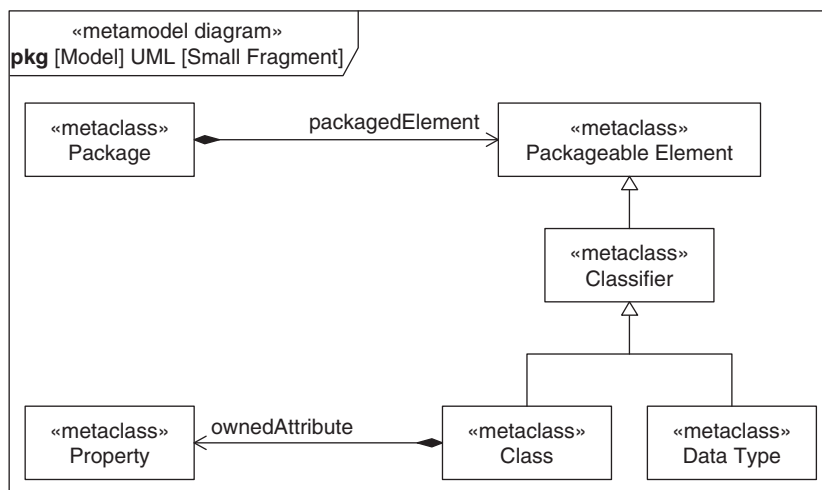 «metamodel diagram»
pkg [Model] UML [Small Fragment]
«metaclass»
Package
packagedElement
«metaclass»
Packageable Element
«metaclass»
Classifier
«metaclass»
Property
ownedAttribute
«metaclass»
Class
«metaclass»
Data Type